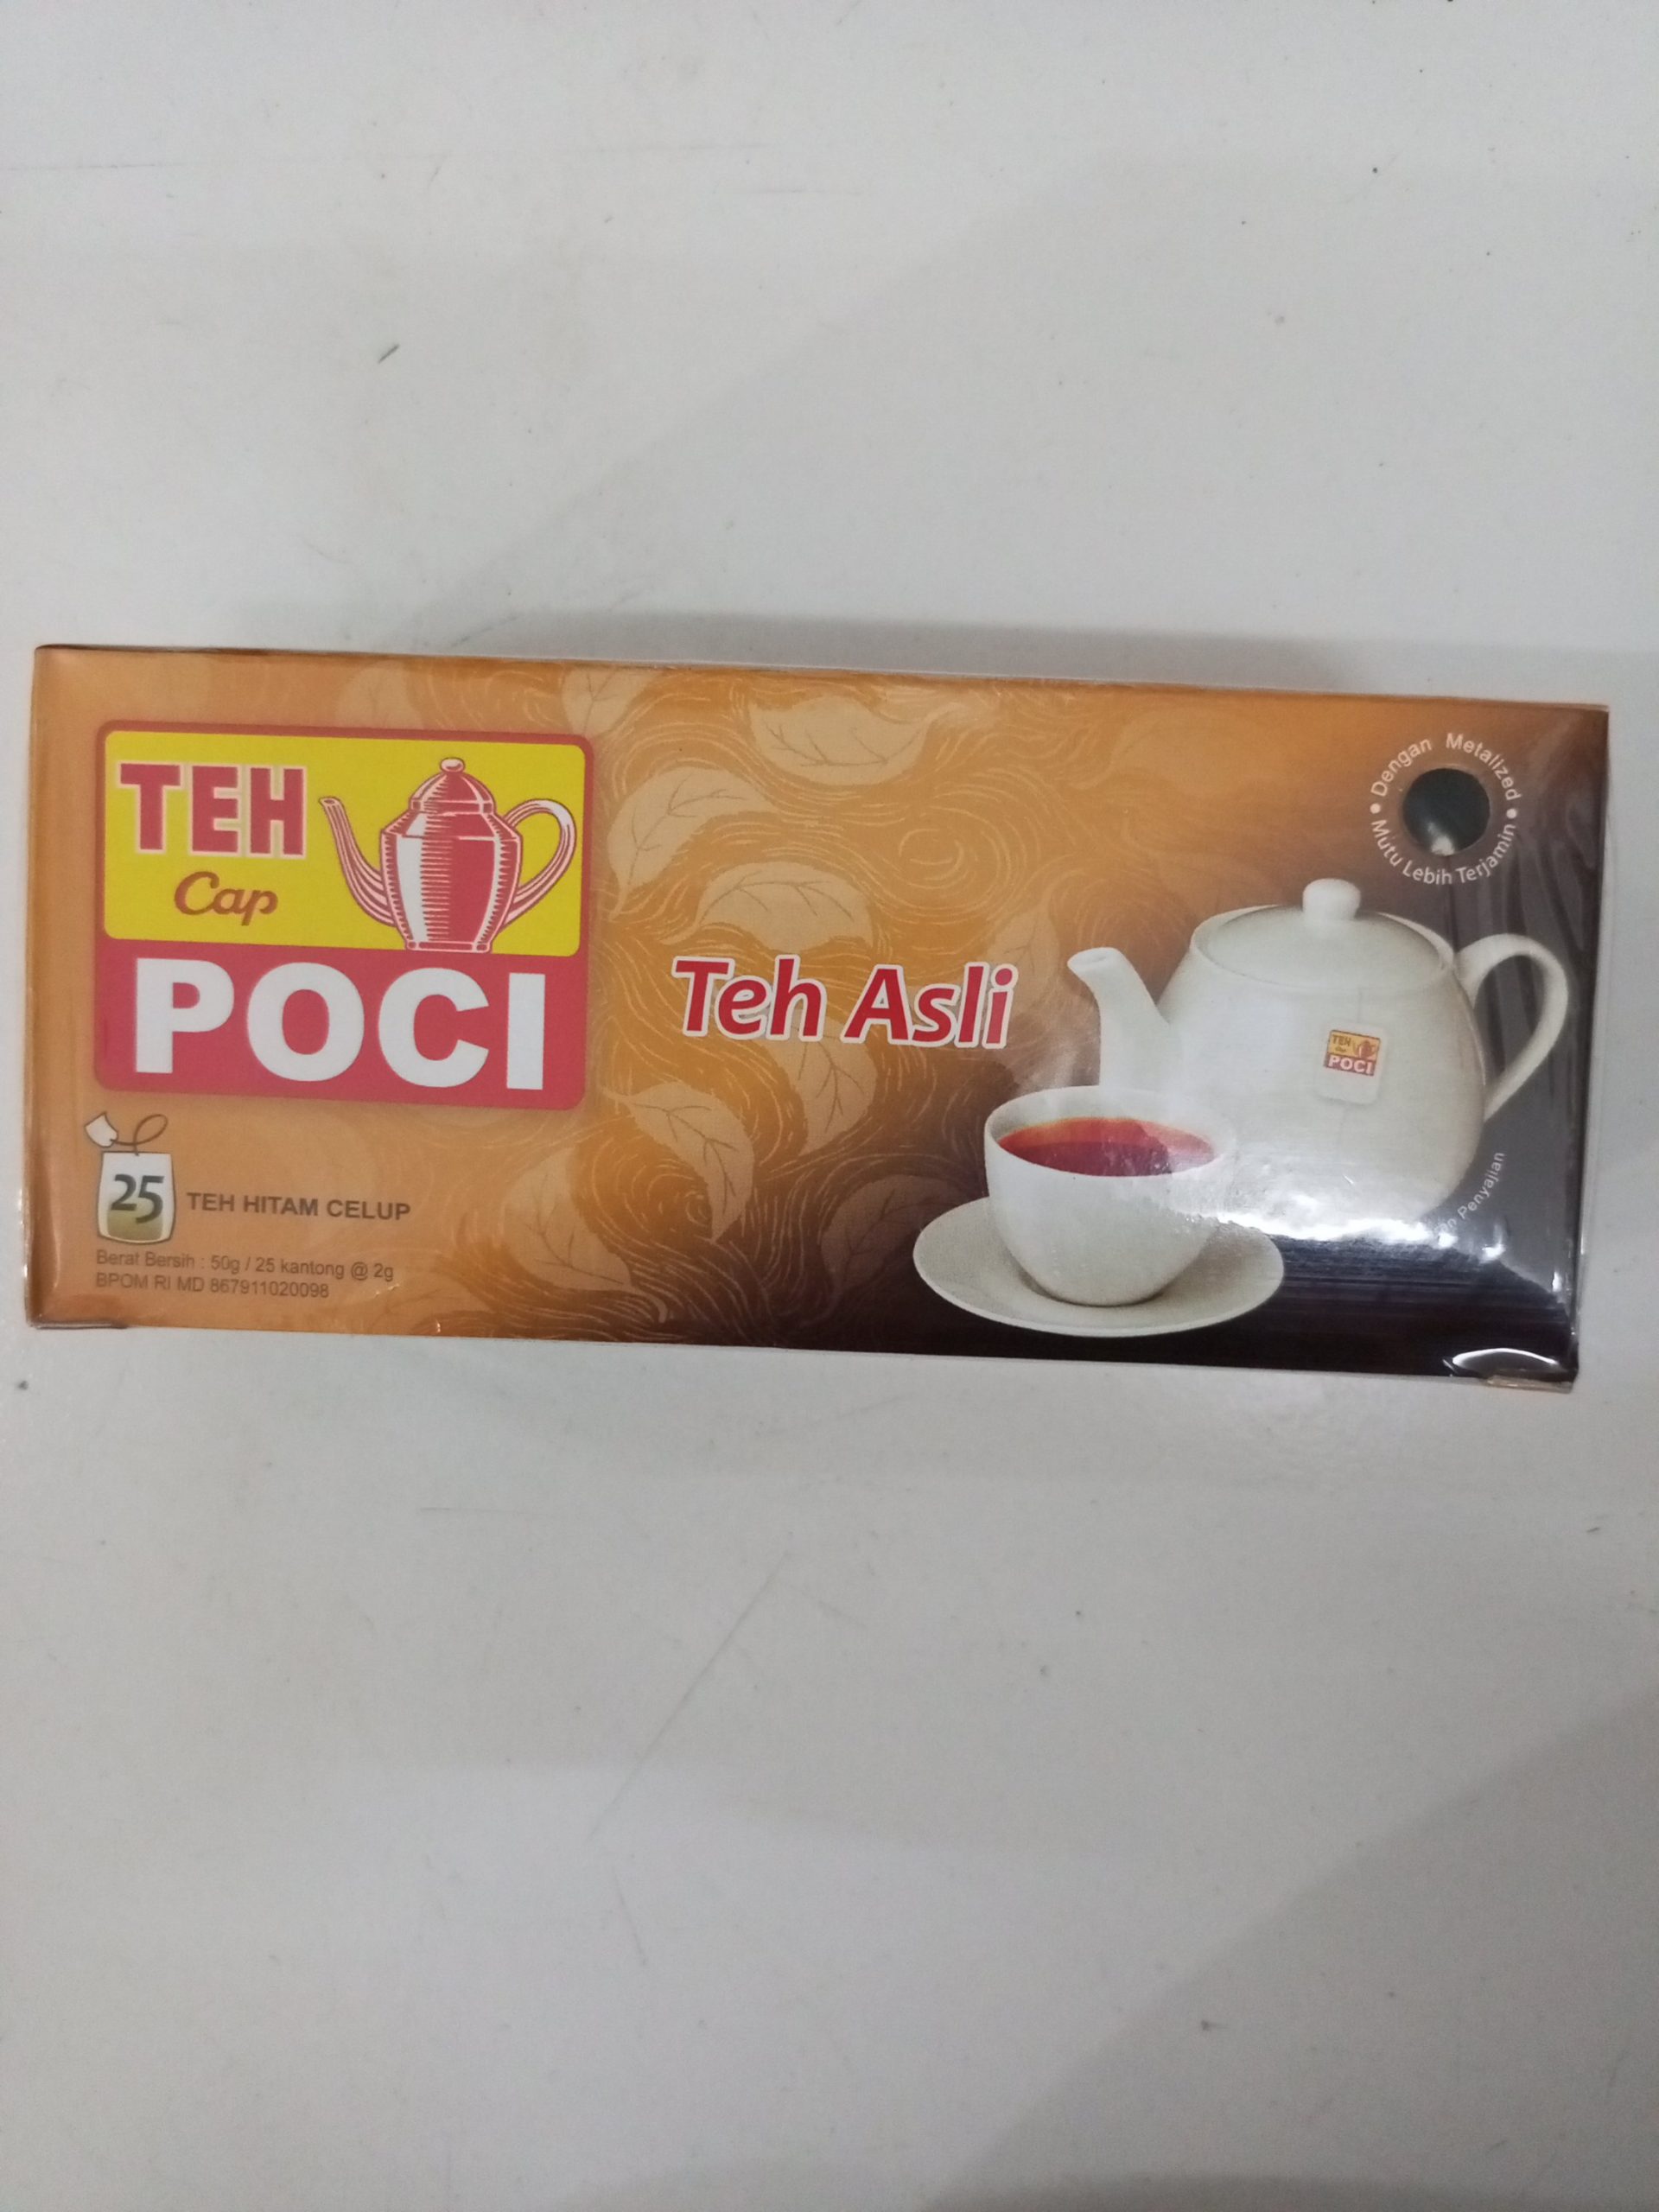 TEH
Cap
POCI
Teh Asli
• Dengan Metalized •
Mutu Lebih Terjamin
TEH
POCI
25
TEH HITAM CELUP
Berat Bersih : 50g / 25 kantong @ 2g
BPOM RI MD 867911020098
Penyajian